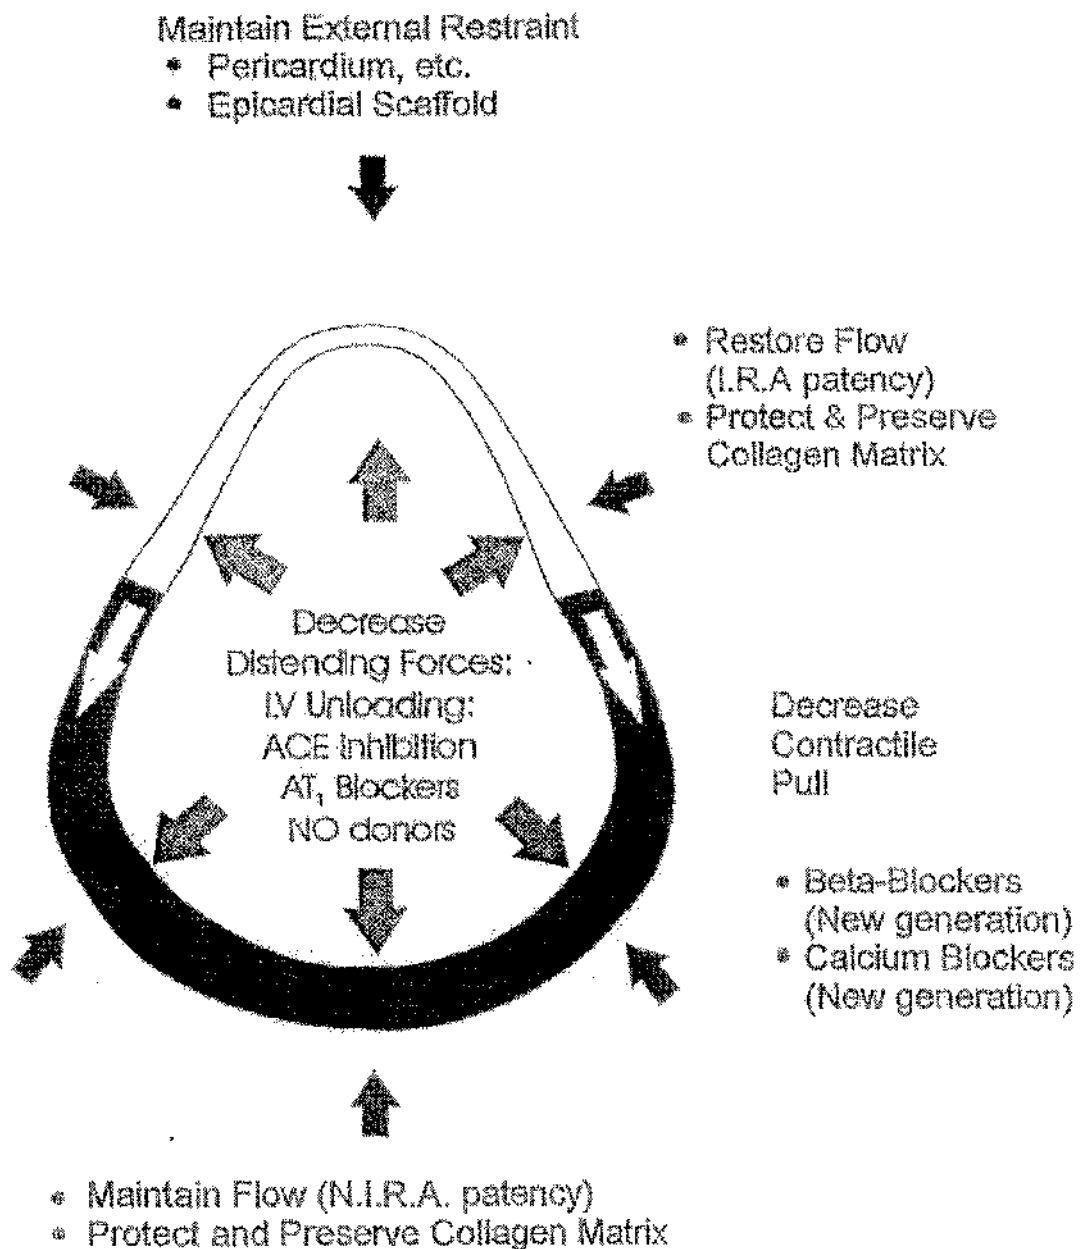 Maintain External Restraint
• Pericardium, etc.
• Epicardial Scaffold
• Restore Flow
(I.R.A patency)
• Protect & Preserve
Collagen Matrix
Decrease
Distending Forces:
LV Unloading:
ACE Inhibition
AT₁ Blockers
NO donors
Decrease
Contractile
Pull
• Beta-Blockers
(New generation)
• Calcium Blockers
(New generation)
• Maintain Flow (N.I.R.A. patency)
• Protect and Preserve Collagen Matrix